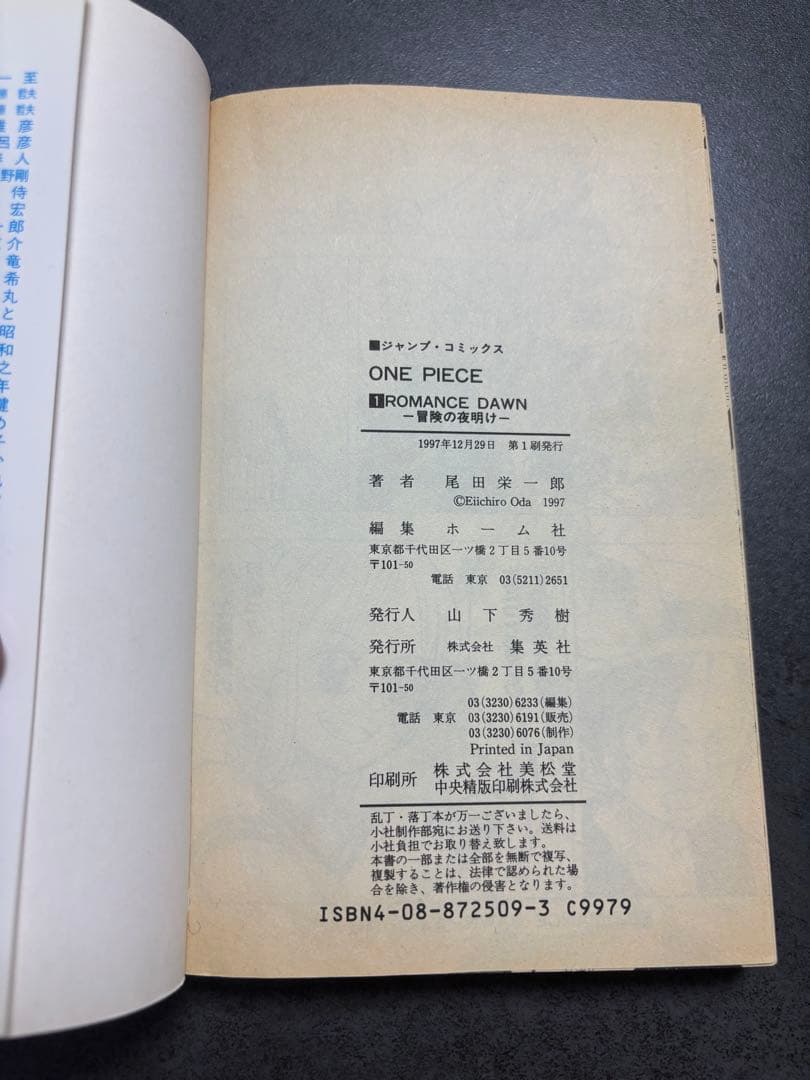 ■ジャンプ・コミックス
ONE PIECE
1 ROMANCE DAWN
―冒険の夜明け―
1997年12月29日 第1刷発行
著者 尾田栄一郎
©Eiichiro Oda 1997
編集 ホーム社
東京都千代田区一ツ橋2丁目5番10号
〒101-50
電話 東京 03(5211)2651
発行人 山下秀樹
発行所 株式会社 集英社
東京都千代田区一ツ橋2丁目5番10号
〒101-50
03(3230)6233(編集)
電話 東京 03(3230)6191(販売)
03(3230)6076(制作)
Printed in Japan
印刷所 株式会社美松堂
中央精版印刷株式会社
乱丁・落丁本が万一ございましたら、
小社制作部宛にお送り下さい。送料は
小社負担でお取り替え致します。
本書の一部または全部を無断で複写、
複製することは、法律で認められた場
合を除き、著作権の侵害となります。
ISBN4-08-872509-3 C9979